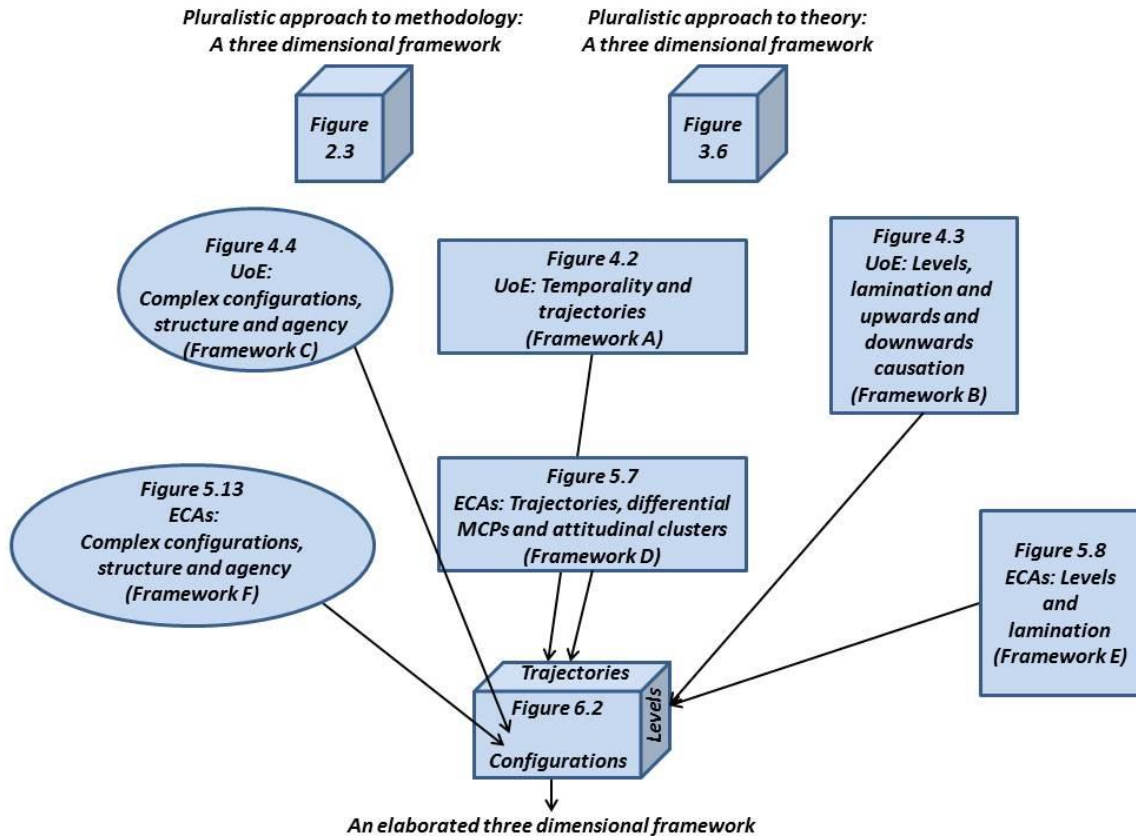 Pluralistic approach to methodology:
A three dimensional framework
Pluralistic approach to theory:
A three dimensional framework
Figure
2.3
Figure
3.6
Figure 4.4
UoE:
Complex configurations,
structure and agency
(Framework C)
Figure 4.2
UoE: Temporality and
trajectories
(Framework A)
Figure 4.3
UoE: Levels,
lamination and
upwards and
downwards
causation
(Framework B)
Figure 5.13
ECAs:
Complex configurations,
structure and agency
(Framework F)
Figure 5.7
ECAs: Trajectories, differential
MCPs and attitudinal clusters
(Framework D)
Figure 5.8
ECAs: Levels
and
lamination
(Framework E)
Trajectories
Figure 6.2
Levels
Configurations
An elaborated three dimensional framework